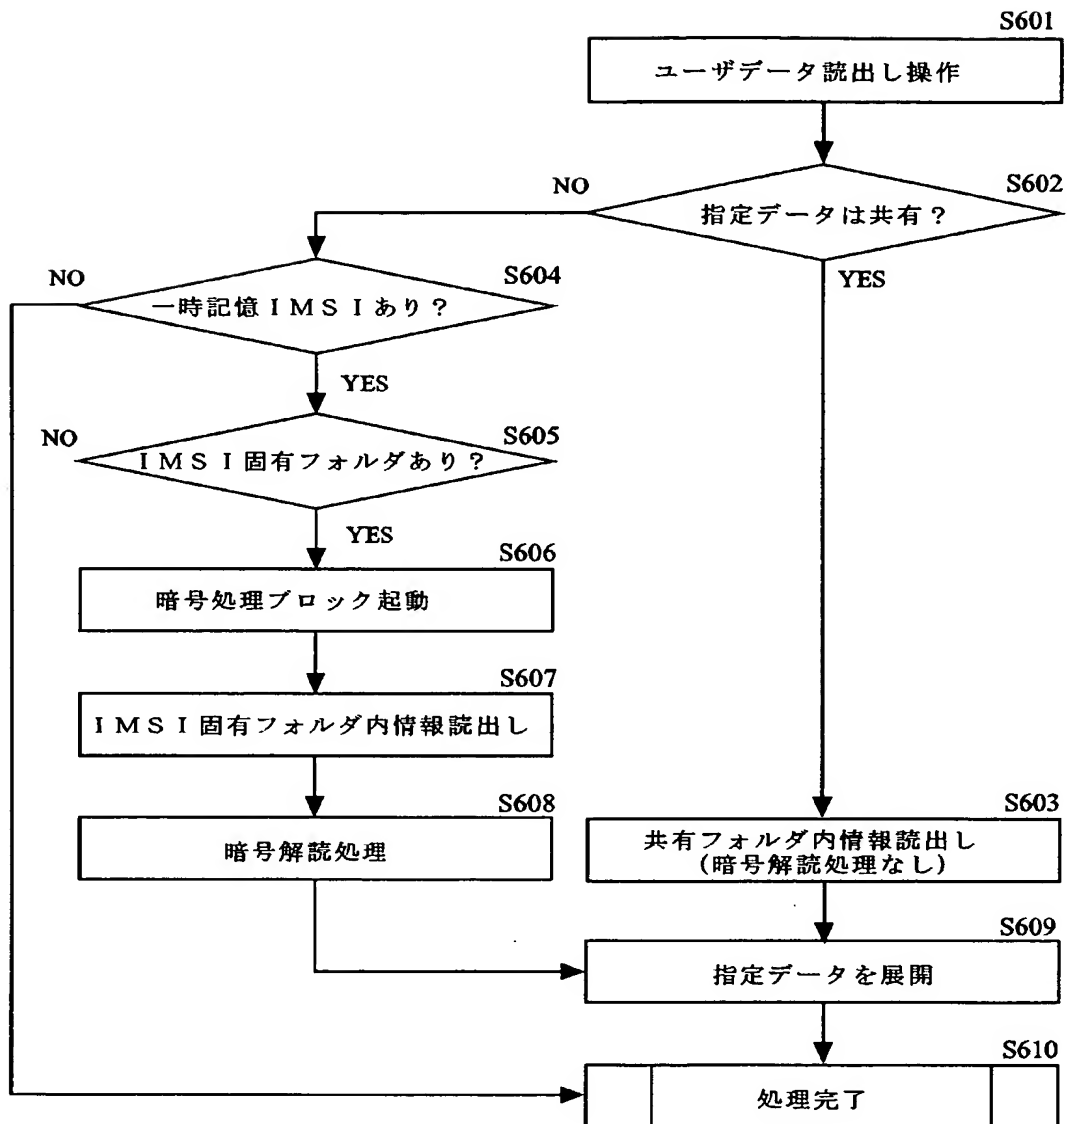 S601
ユーザデータ読出し操作
S602
指定データは共有?
NO
YES
S604
一時記憶IMSIあり?
NO
YES
S605
IMSI固有フォルダあり?
NO
YES
S606
暗号処理ブロック起動
S607
IMSI固有フォルダ内情報読出し
S608
暗号解読処理
S603
共有フォルダ内情報読出し
(暗号解読処理なし)
S609
指定データを展開
S610
処理完了